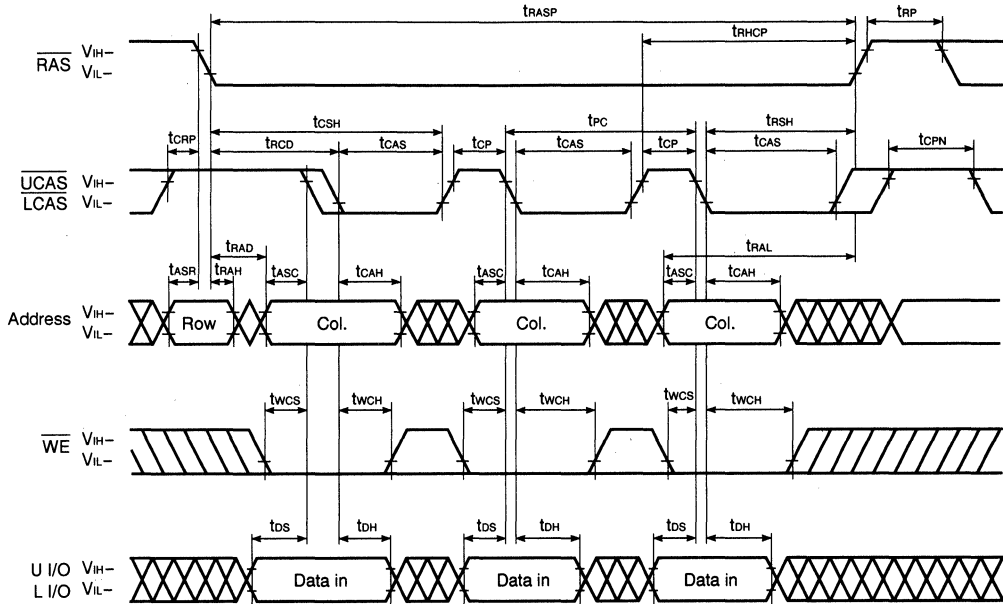 tRASP
tRP
tRHCP
RAS
VIH–
VIL–
tCSH
tPC
tRSH
tCRP
tRCD
tCAS
tCP
tCAS
tCP
tCAS
tCPN
UCAS
LCAS
VIH–
VIL–
tRAD
tRAL
tASR
tRAH
tASC
tCAH
tASC
tCAH
tASC
tCAH
Address
VIH–
VIL–
Row
Col.
Col.
Col.
tWCS
tWCH
tWCS
tWCH
tWCS
tWCH
WE
VIH–
VIL–
tDS
tDH
tDS
tDH
tDS
tDH
U I/O
L I/O
VIH–
VIL–
Data in
Data in
Data in